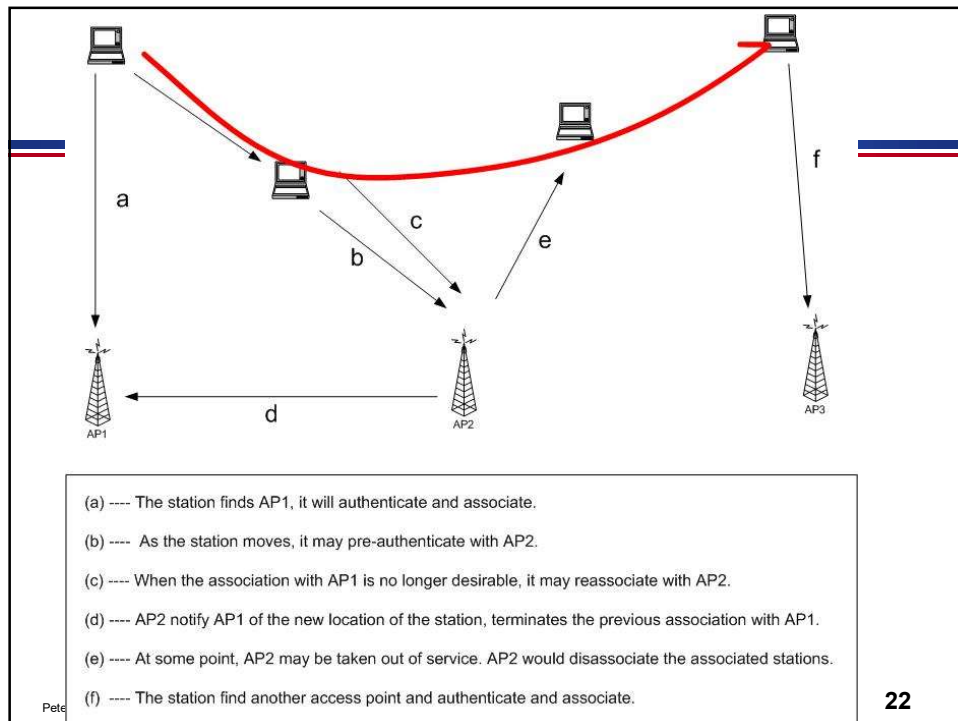 a
b
c
d
e
f
AP1
AP2
AP3
(a) ---- The station finds AP1, it will authenticate and associate.
(b) ---- As the station moves, it may pre-authenticate with AP2.
(c) ---- When the association with AP1 is no longer desirable, it may reassociate with AP2.
(d) ---- AP2 notify AP1 of the new location of the station, terminates the previous association with AP1.
(e) ---- At some point, AP2 may be taken out of service. AP2 would disassociate the associated stations.
(f) ---- The station find another access point and authenticate and associate.
Pete
22